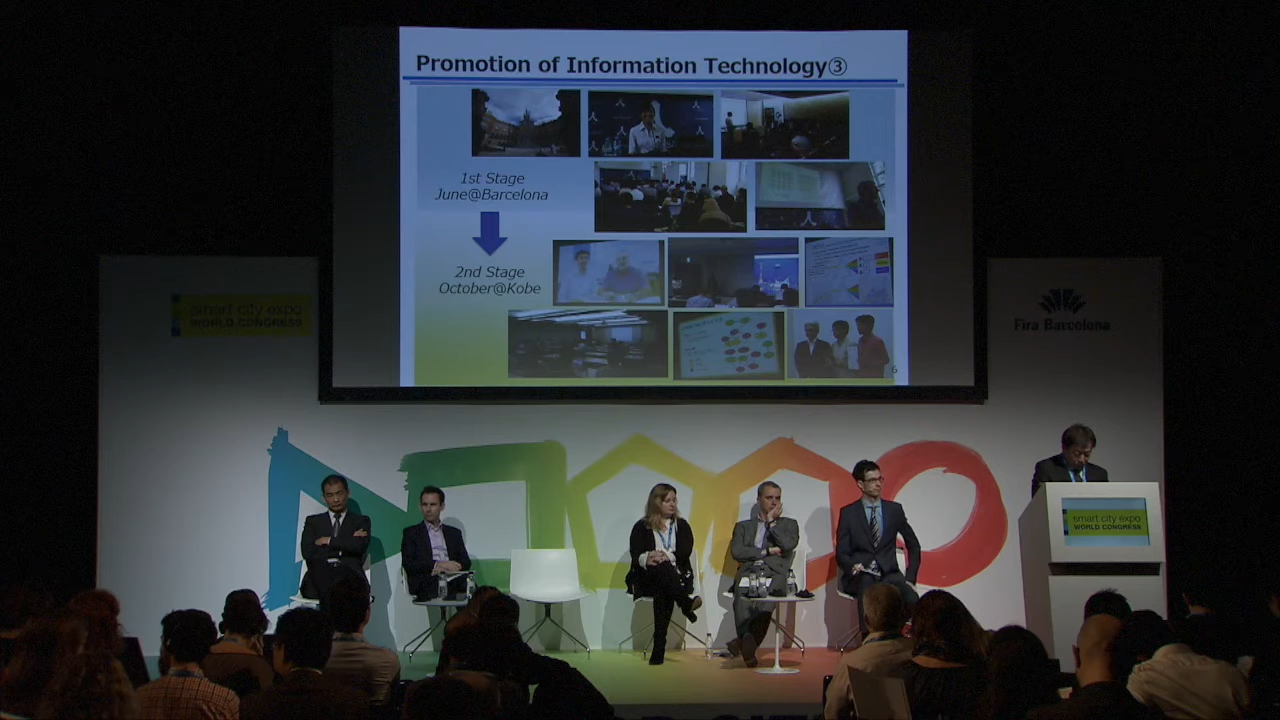 Promotion of Information Technology③
1st Stage
June@Barcelona
2nd Stage
October@Kobe
6
smart city expo
WORLD CONGRESS
Fira Barcelona
smart city expo
WORLD CONGRESS